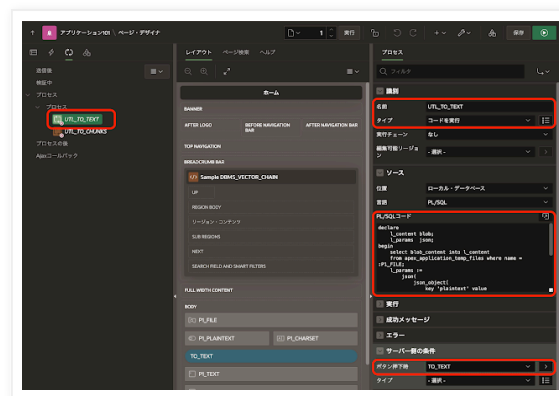 アプリケーション101 \ ページ・デザイナ
1
実行
保存
送信後
検証中
プロセス
プロセス
UTL_TO_TEXT
UTL_TO_CHUNKS
プロセスの後
Ajaxコールバック
レイアウト
ページ検索
ヘルプ
ホーム
BANNER
AFTER LOGO
BEFORE NAVIGATION BAR
AFTER NAVIGATION BAR
TOP NAVIGATION
BREADCRUMB BAR
Sample DBMS_VECTOR_CHAIN
UP
REGION BODY
リージョン・コンテンツ
SUB REGIONS
NEXT
SEARCH FIELD AND SMART FILTERS
FULL WIDTH CONTENT
BODY
P1_FILE
P1_PLAINTEXT
P1_CHARSET
TO_TEXT
P1_TEXT
プロセス
フィルタ
識別
名前
UTL_TO_TEXT
タイプ
コードを実行
実行チェーン
なし
編集可能リージョン
- 選択 -
ソース
位置
ローカル・データベース
言語
PL/SQL
PL/SQLコード
declare
l_content blob;
l_params json;
begin
select blob_content into l_content
from apex_application_temp_files where name =
:P1_FILE;
l_params :=
json(
json_object(
key 'plaintext' value
実行
成功メッセージ
エラー
サーバー側の条件
ボタン押下時
TO_TEXT
タイプ
- 選択 -